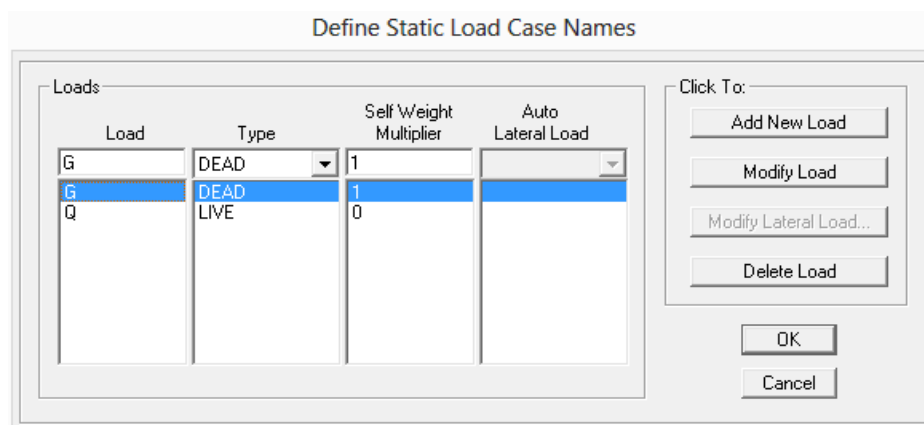 Define Static Load Case Names
Loads
Load Type Self Weight Multiplier Auto Lateral Load
G DEAD 1
G DEAD 1
Q LIVE 0
Click To:
Add New Load
Modify Load
Modify Lateral Load...
Delete Load
OK
Cancel